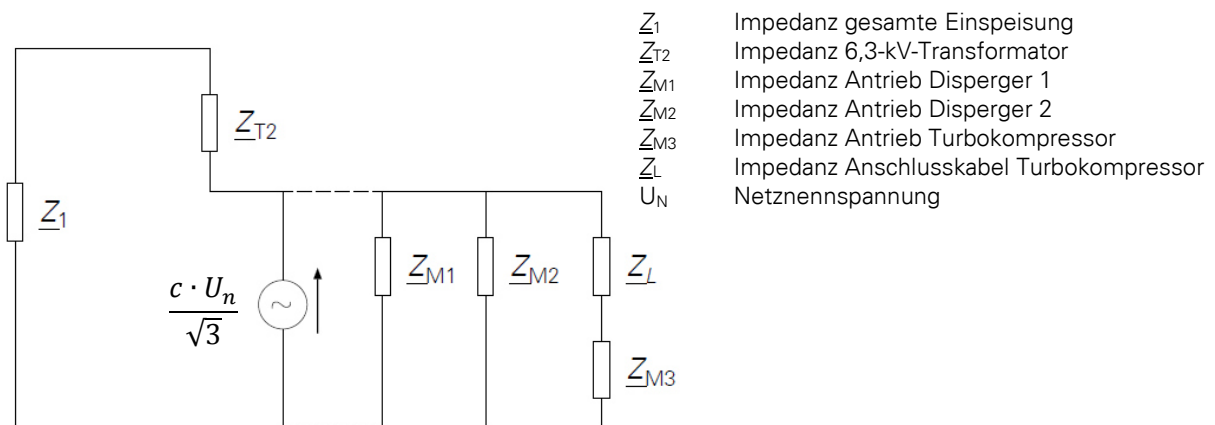 Z1 Impedanz gesamte Einspeisung
ZT2 Impedanz 6,3-kV-Transformator
ZM1 Impedanz Antrieb Disperger 1
ZM2 Impedanz Antrieb Disperger 2
ZM3 Impedanz Antrieb Turbokompressor
ZL Impedanz Anschlusskabel Turbokompressor
UN Netznennspannung
ZT2
Z1
c · Un
√3
~
ZM1
ZM2
ZL
ZM3